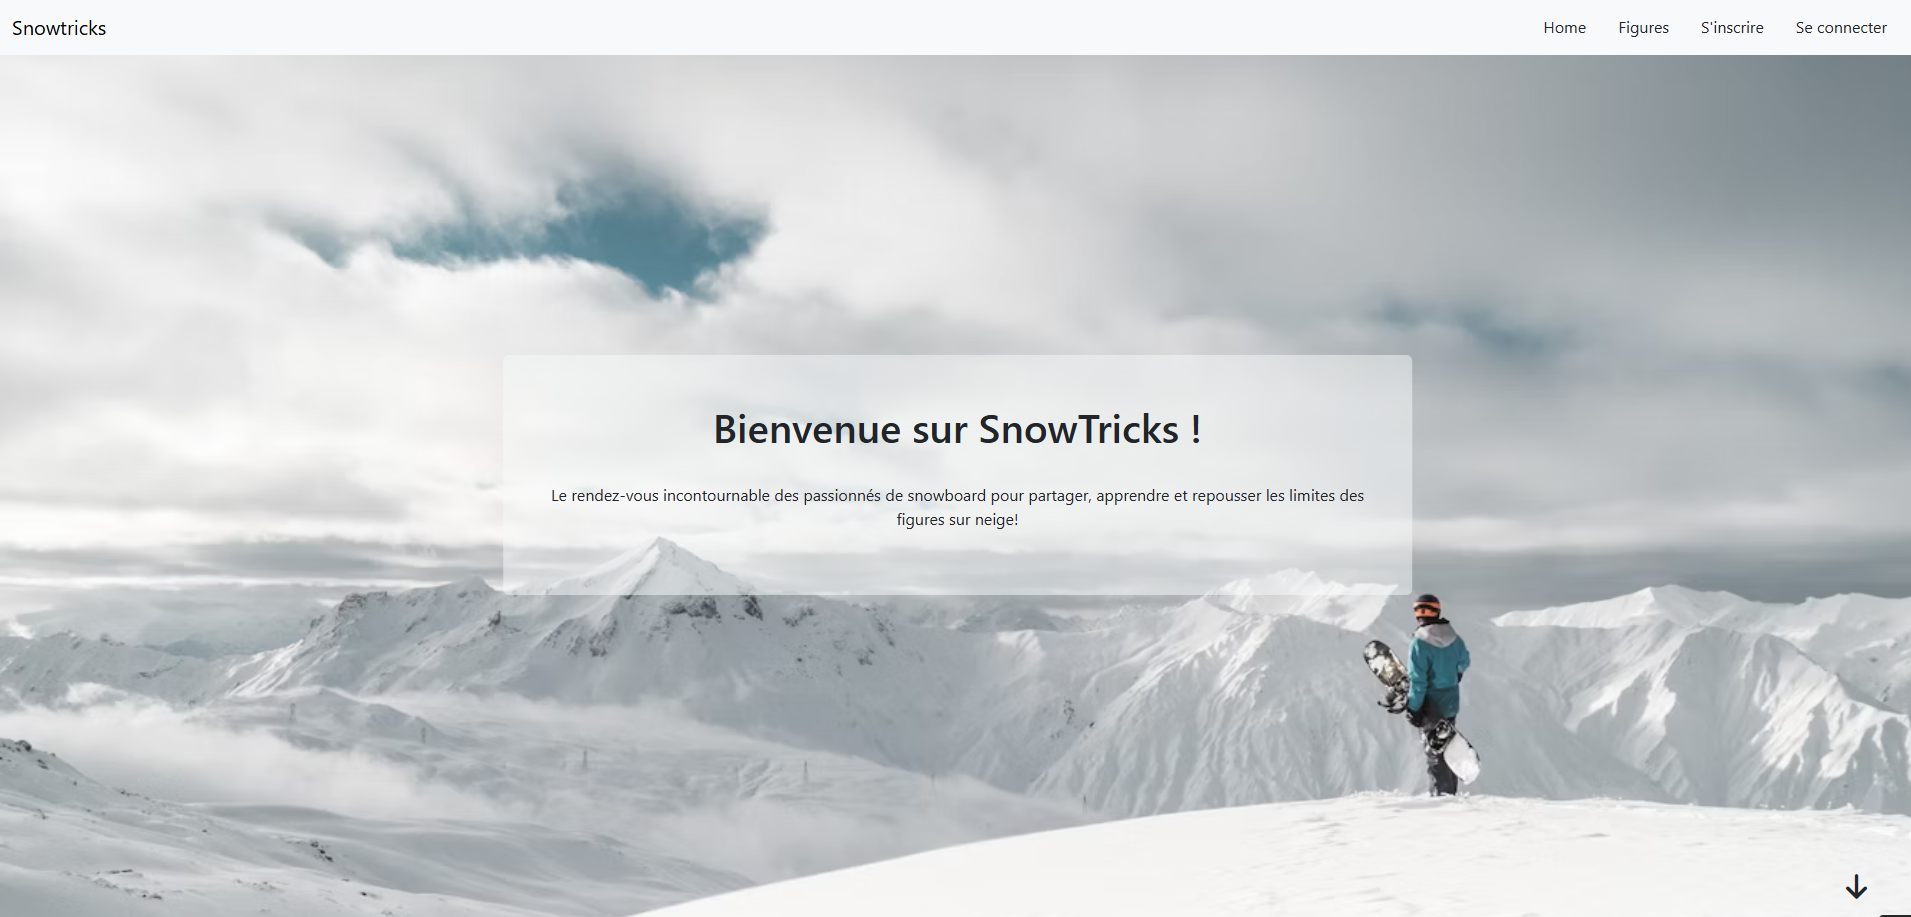 Snowtricks
Home Figures S'inscrire Se connecter
Bienvenue sur SnowTricks !
Le rendez-vous incontournable des passionnés de snowboard pour partager, apprendre et repousser les limites des
figures sur neige!